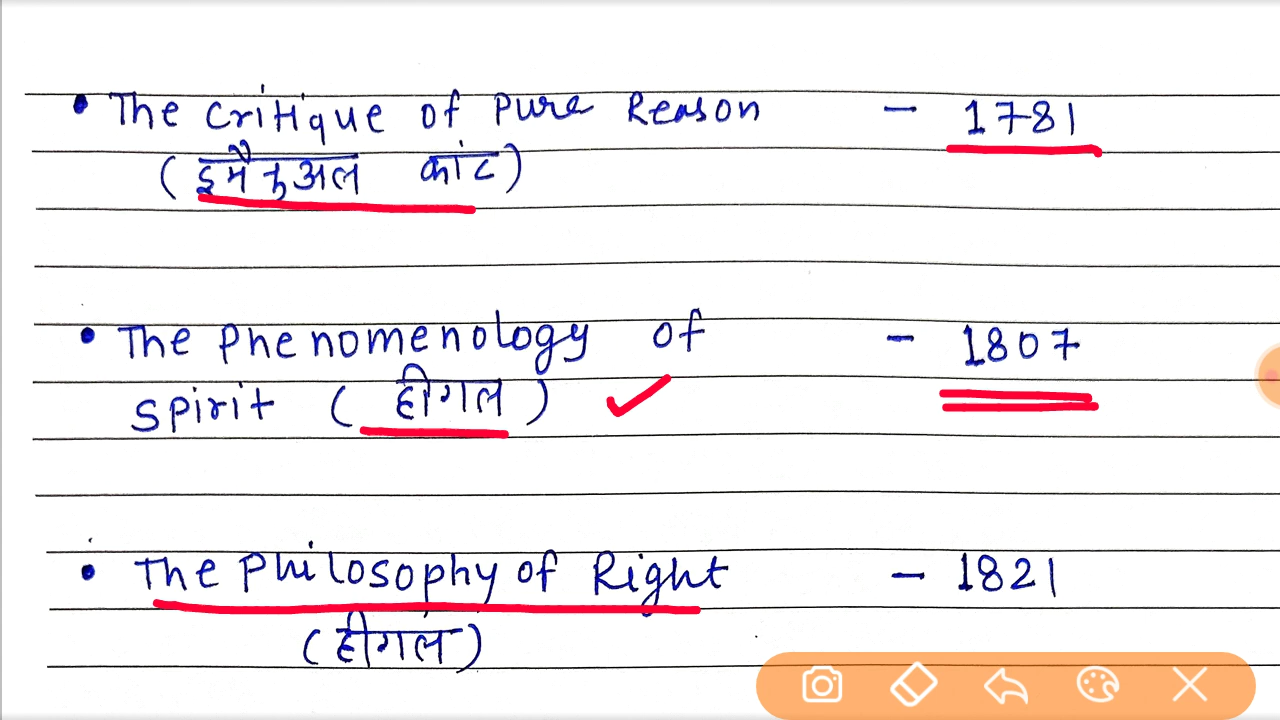 • The Critique of Pure Reason - 1781
(इमैनुअल कांट)
• The Phenomenology of - 1807
Spirit (हीगल)
• The Philosophy of Right - 1821
(हीगल)